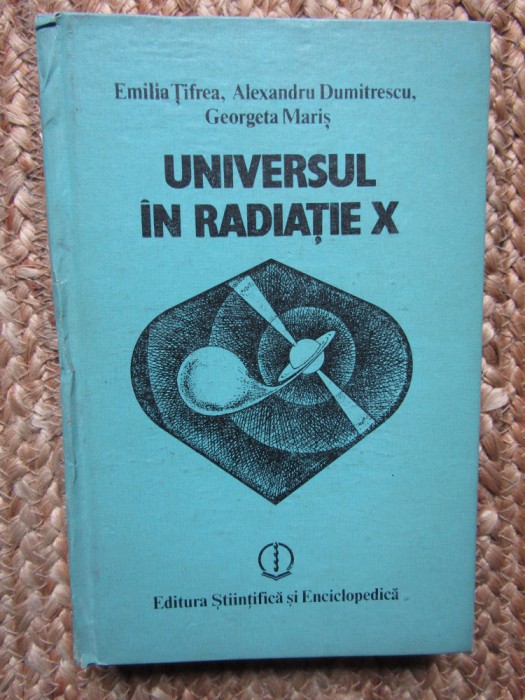 Emilia Țifrea, Alexandru Dumitrescu,
Georgeta Mariș
UNIVERSUL
ÎN RADIAȚIE X
Editura Științifică și Enciclopedică